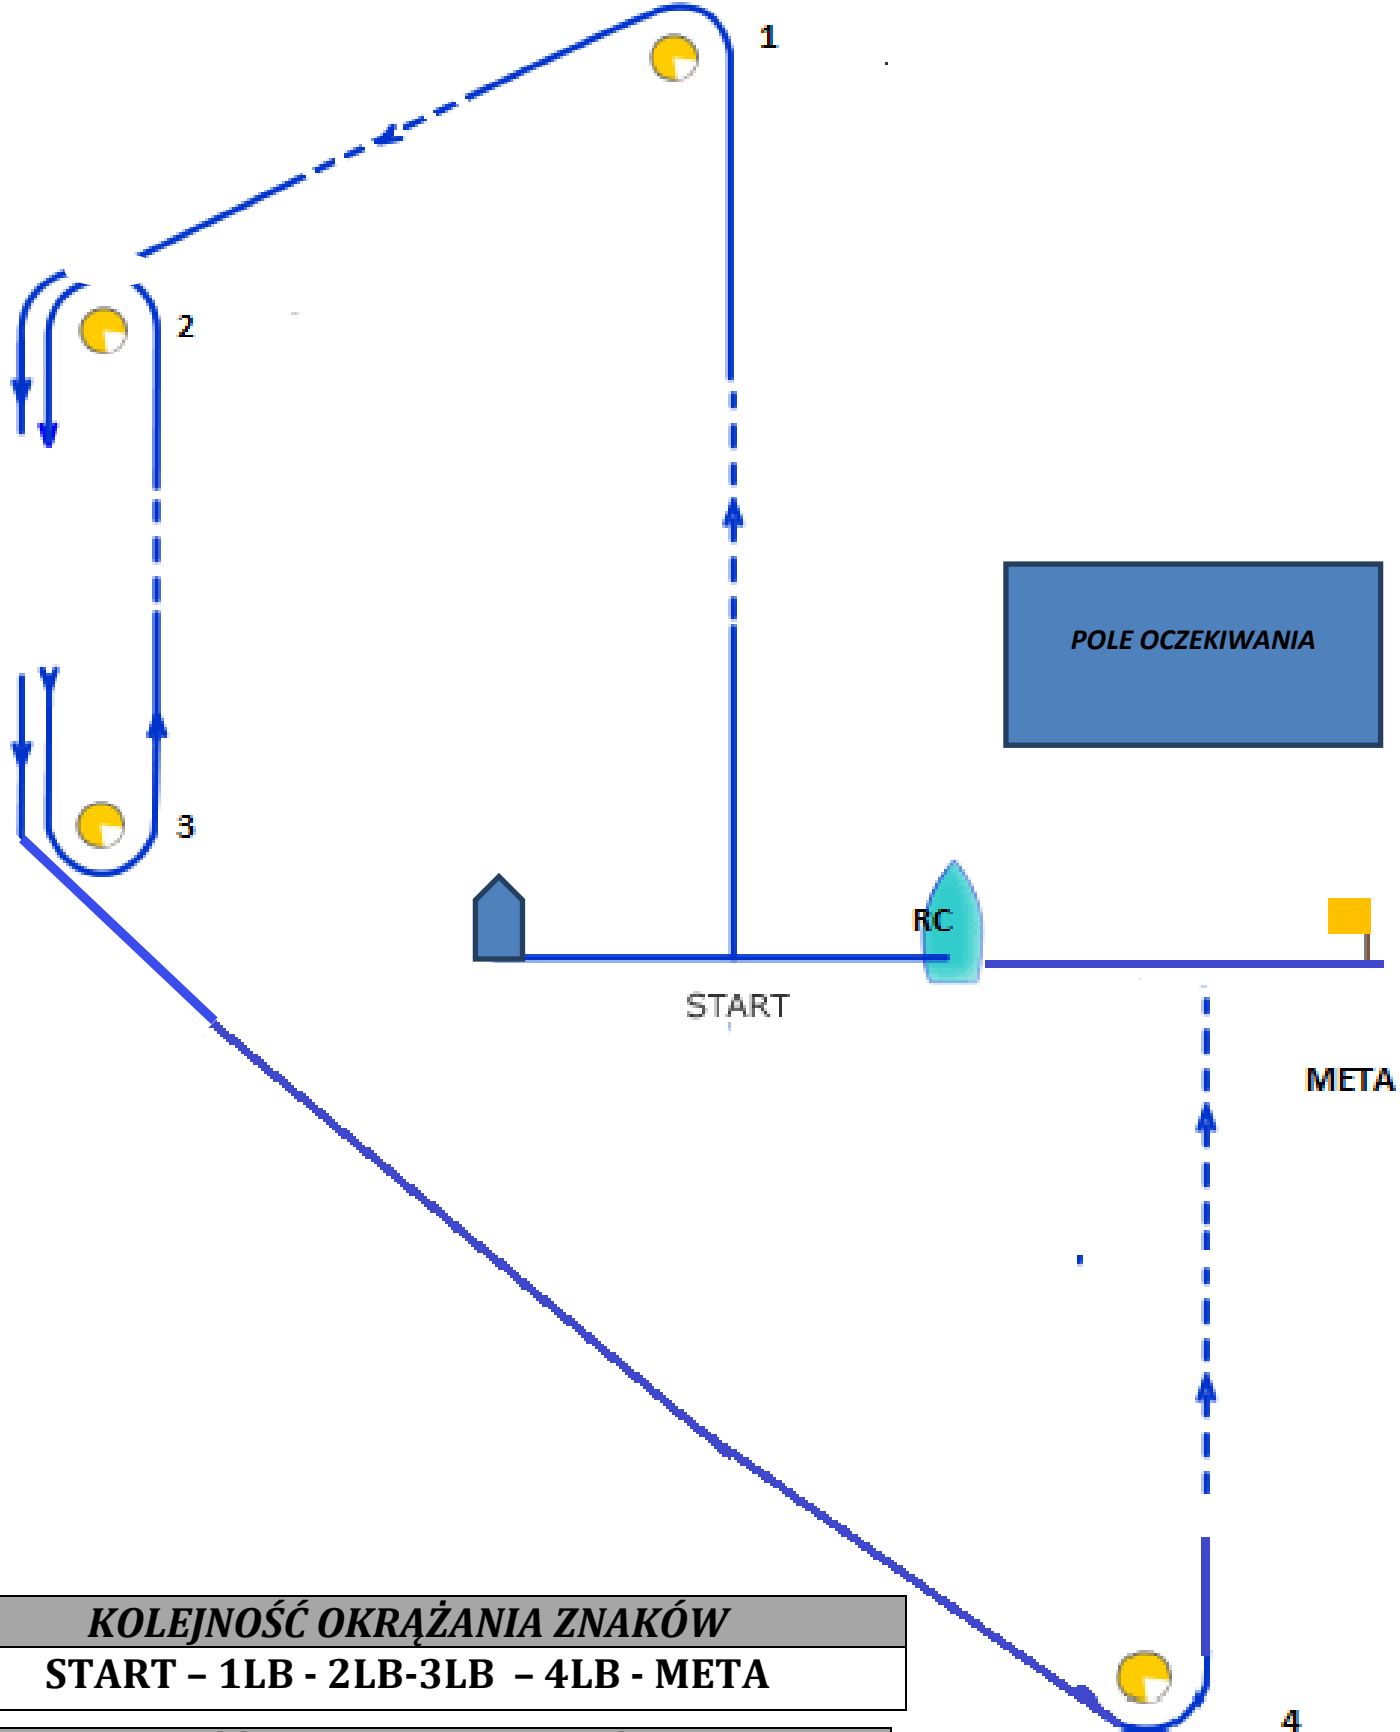 1
2
POLE OCZEKIWANIA
3
RC
START
META
KOLEJNOŚĆ OKRĄŻANIA ZNAKÓW
START – 1LB - 2LB-3LB – 4LB - META
4